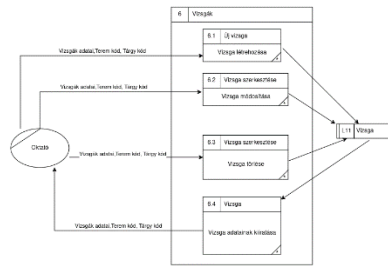 6 Vizsgák
6.1 Új vizsga
Vizsga létrehozása
Vizsgák adatai,Terem kód, Tárgy kód
6.2 Vizsga szerkesztése
Vizsga módosítása
Vizsgák adatai,Terem kód, Tárgy kód
L11 Vizsga
Oktató
6.3 Vizsga szerkesztése
Vizsga törlése
Vizsgák adatai,Terem kód, Tárgy kód
6.4 Vizsga
Vizsga adatainak kiíratása
Vizsgák adatai,Terem kód, Tárgy kód